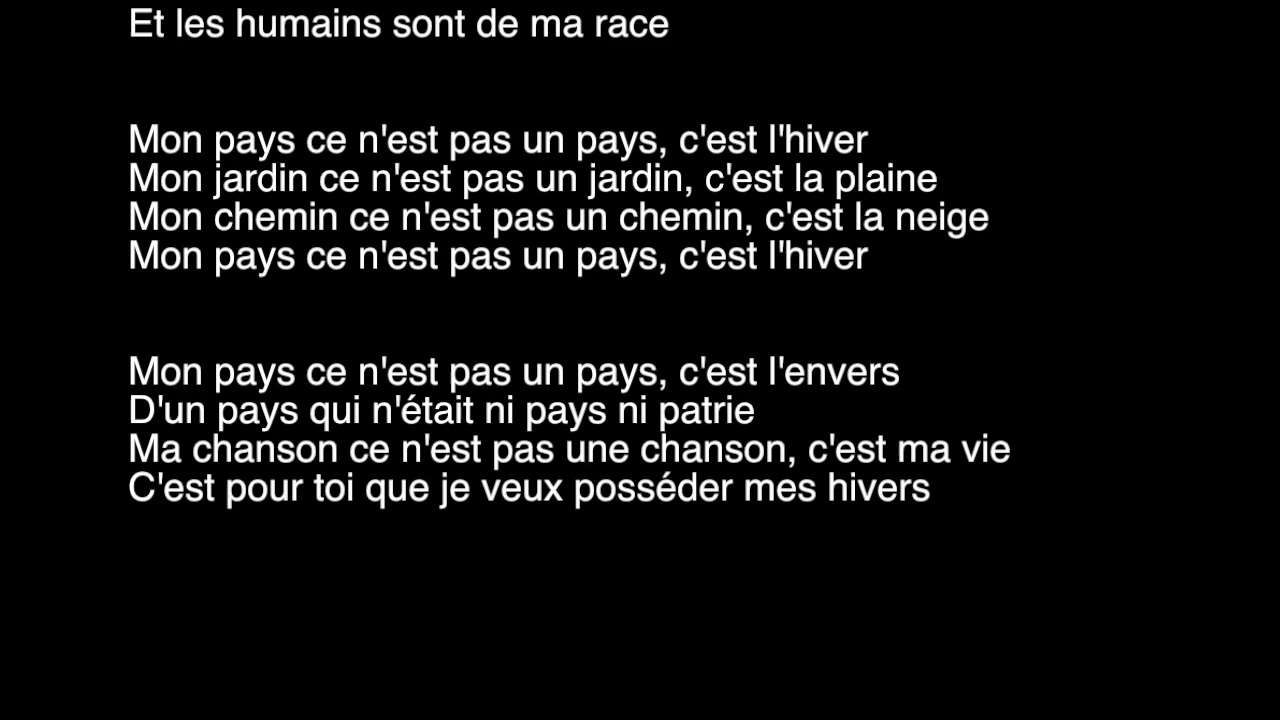 Et les humains sont de ma race
Mon pays ce n'est pas un pays, c'est l'hiver
Mon jardin ce n'est pas un jardin, c'est la plaine
Mon chemin ce n'est pas un chemin, c'est la neige
Mon pays ce n'est pas un pays, c'est l'hiver
Mon pays ce n'est pas un pays, c'est l'envers
D'un pays qui n'était ni pays ni patrie
Ma chanson ce n'est pas une chanson, c'est ma vie
C'est pour toi que je veux posséder mes hivers